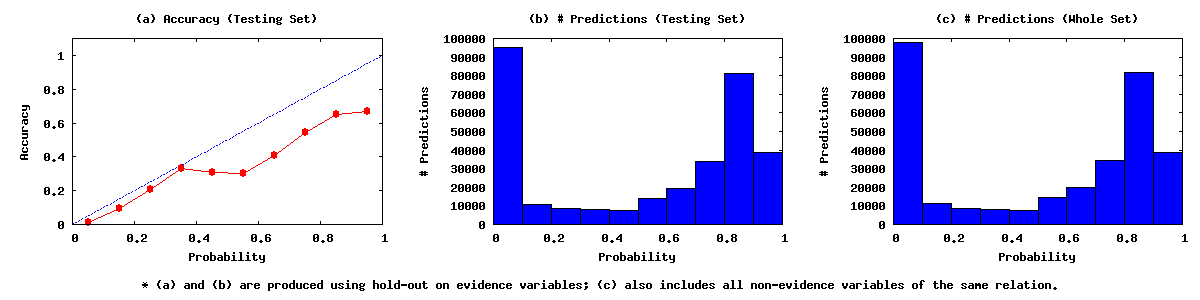 (a) Accuracy (Testing Set)
(b) # Predictions (Testing Set)
(c) # Predictions (Whole Set)
Accuracy
1
0.8
0.6
0.4
0.2
0
0 0.2 0.4 0.6 0.8 1
Probability
# Predictions
100000
90000
80000
70000
60000
50000
40000
30000
20000
10000
0
0 0.2 0.4 0.6 0.8 1
Probability
# Predictions
100000
90000
80000
70000
60000
50000
40000
30000
20000
10000
0
0 0.2 0.4 0.6 0.8 1
Probability
* (a) and (b) are produced using hold-out on evidence variables; (c) also includes all non-evidence variables of the same relation.